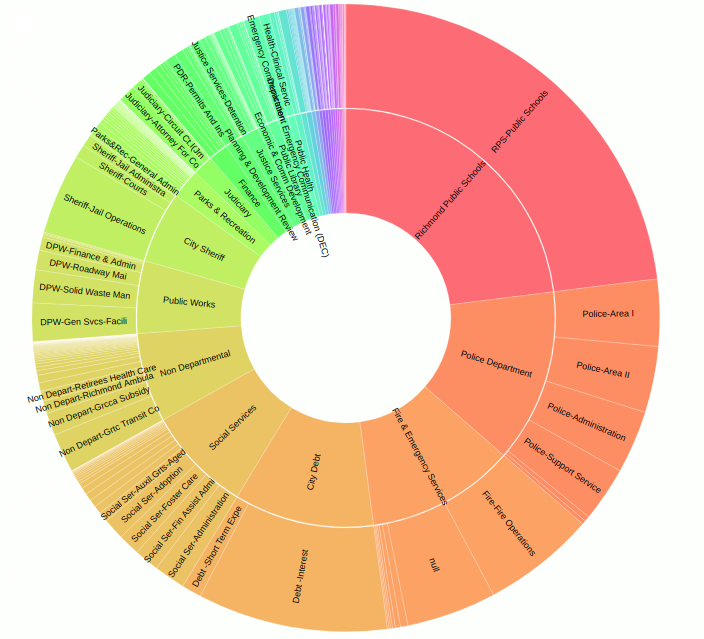 RPS-Public Schools
Richmond Public Schools
Police-Area I
Police Department
Police-Area II
Police-Administration
Police-Support Service
Fire & Emergency Services
Fire-Fire Operations
null
City Debt
Debt -Interest
Debt -Short Term Expe
Social Services
Social Ser-Administration
Social Ser-Fin Assist Admi
Social Ser-Foster Care
Social Ser-Adoption
Social Ser-Auxil.Grts-Aged
Non Departmental
Non Depart-Grtc Transit Co
Non Depart-Grcca Subsidy
Non Depart-Richmond Ambula
Non Depart-Retirees Health Care
Public Works
DPW-Gen Svcs-Facili
DPW-Solid Waste Man
DPW-Roadway Mai
DPW-Finance & Admin
City Sheriff
Sheriff-Jail Operations
Sheriff-Courts
Sheriff-Jail Administra
Parks & Recreation
Parks&Rec-General Admin
Judiciary
Judiciary-Attorney For Co
Judiciary-Circuit Ct I(Jm
Finance
Planning & Development Review
PDR-Permits And Ins
Justice Services
Justice Services-Detention
Economic & Comm Development
Public Library
Department Emergency Communication (DEC)
Public Health
Health-Clinical Servic